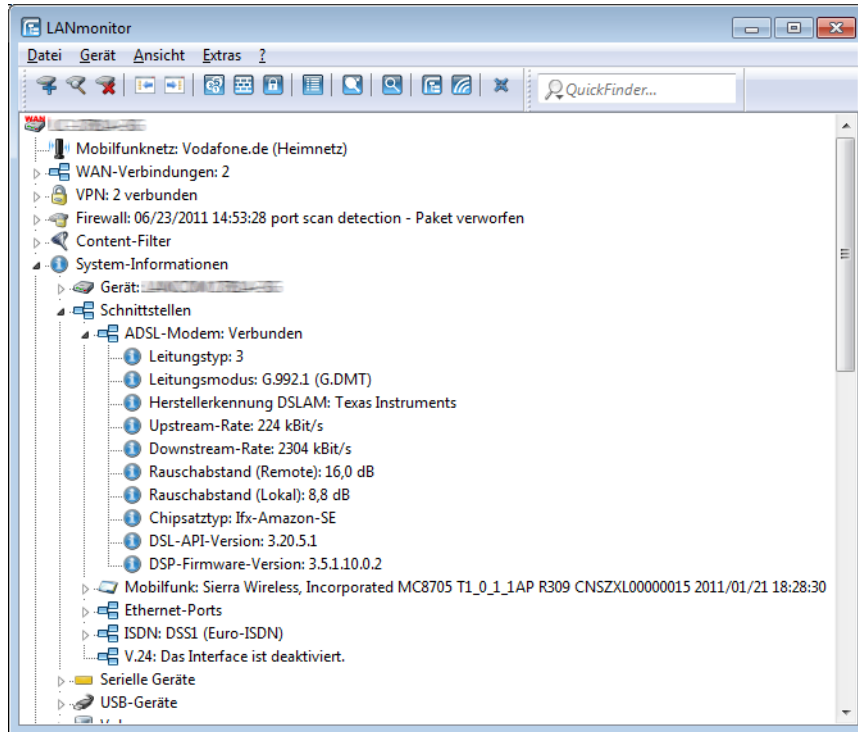 LANmonitor
Datei Gerät Ansicht Extras ?
QuickFinder...
WAN
Mobilfunknetz: Vodafone.de (Heimnetz)
WAN-Verbindungen: 2
VPN: 2 verbunden
Firewall: 06/23/2011 14:53:28 port scan detection - Paket verworfen
Content-Filter
System-Informationen
Gerät:
Schnittstellen
ADSL-Modem: Verbunden
Leitungstyp: 3
Leitungsmodus: G.992.1 (G.DMT)
Herstellerkennung DSLAM: Texas Instruments
Upstream-Rate: 224 kBit/s
Downstream-Rate: 2304 kBit/s
Rauschabstand (Remote): 16,0 dB
Rauschabstand (Lokal): 8,8 dB
Chipsatztyp: Ifx-Amazon-SE
DSL-API-Version: 3.20.5.1
DSP-Firmware-Version: 3.5.1.10.0.2
Mobilfunk: Sierra Wireless, Incorporated MC8705 T1_0_1_1AP R309 CNSZXL00000015 2011/01/21 18:28:30
Ethernet-Ports
ISDN: DSS1 (Euro-ISDN)
V.24: Das Interface ist deaktiviert.
Serielle Geräte
USB-Geräte